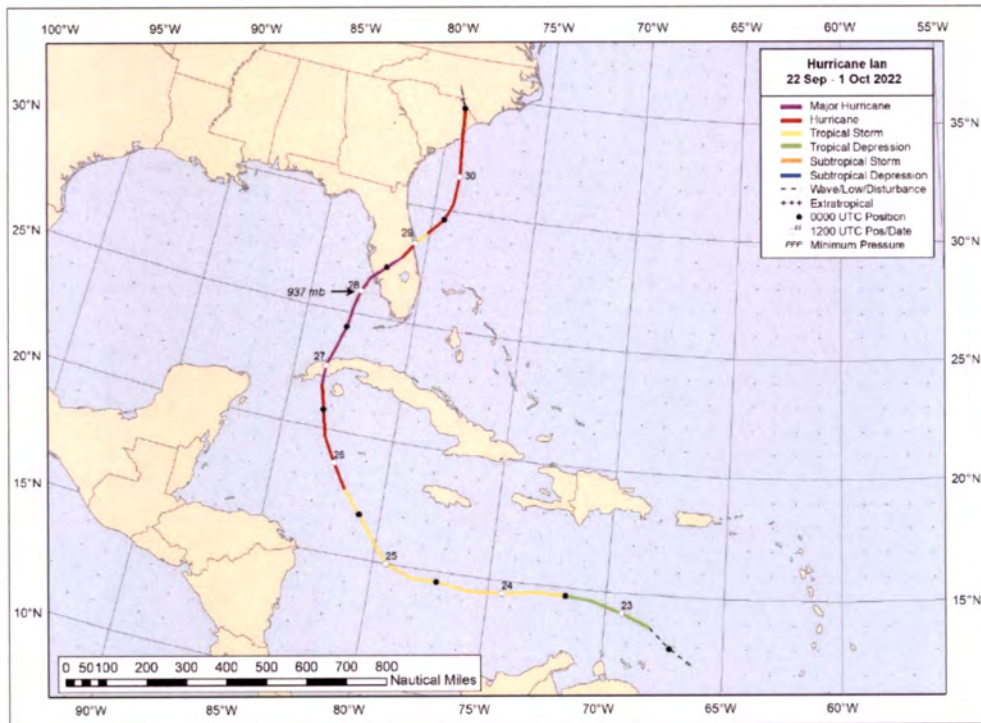 100°W 95°W 90°W 85°W 80°W 75°W 70°W 65°W 60°W 55°W
Hurricane Ian
22 Sep - 1 Oct 2022
Major Hurricane
Hurricane
Tropical Storm
Tropical Depression
Subtropical Storm
Subtropical Depression
Wave/Low/Disturbance
Extratropical
0000 UTC Position
1200 UTC Pos/Date
PPP Minimum Pressure
30°N
35°N
30
25°N
29
30°N
28
937 mb
20°N
27
25°N
26
20°N
15°N
25
24
23
10°N
15°N
0 50 100 200 300 400 500 600 700 800
Nautical Miles
90°W 85°W 80°W 75°W 70°W 65°W 60°W